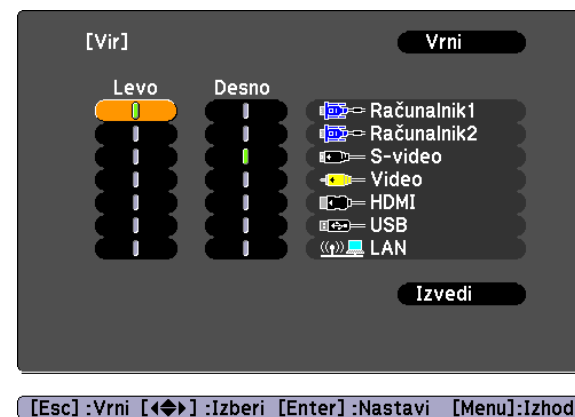 [Vir] Vrni
Levo Desno
Računalnik1
Računalnik2
S-video
Video
HDMI
USB
LAN
Izvedi
[Esc] :Vrni [◀◆▶] :Izberi [Enter] :Nastavi [Menu]:Izhod